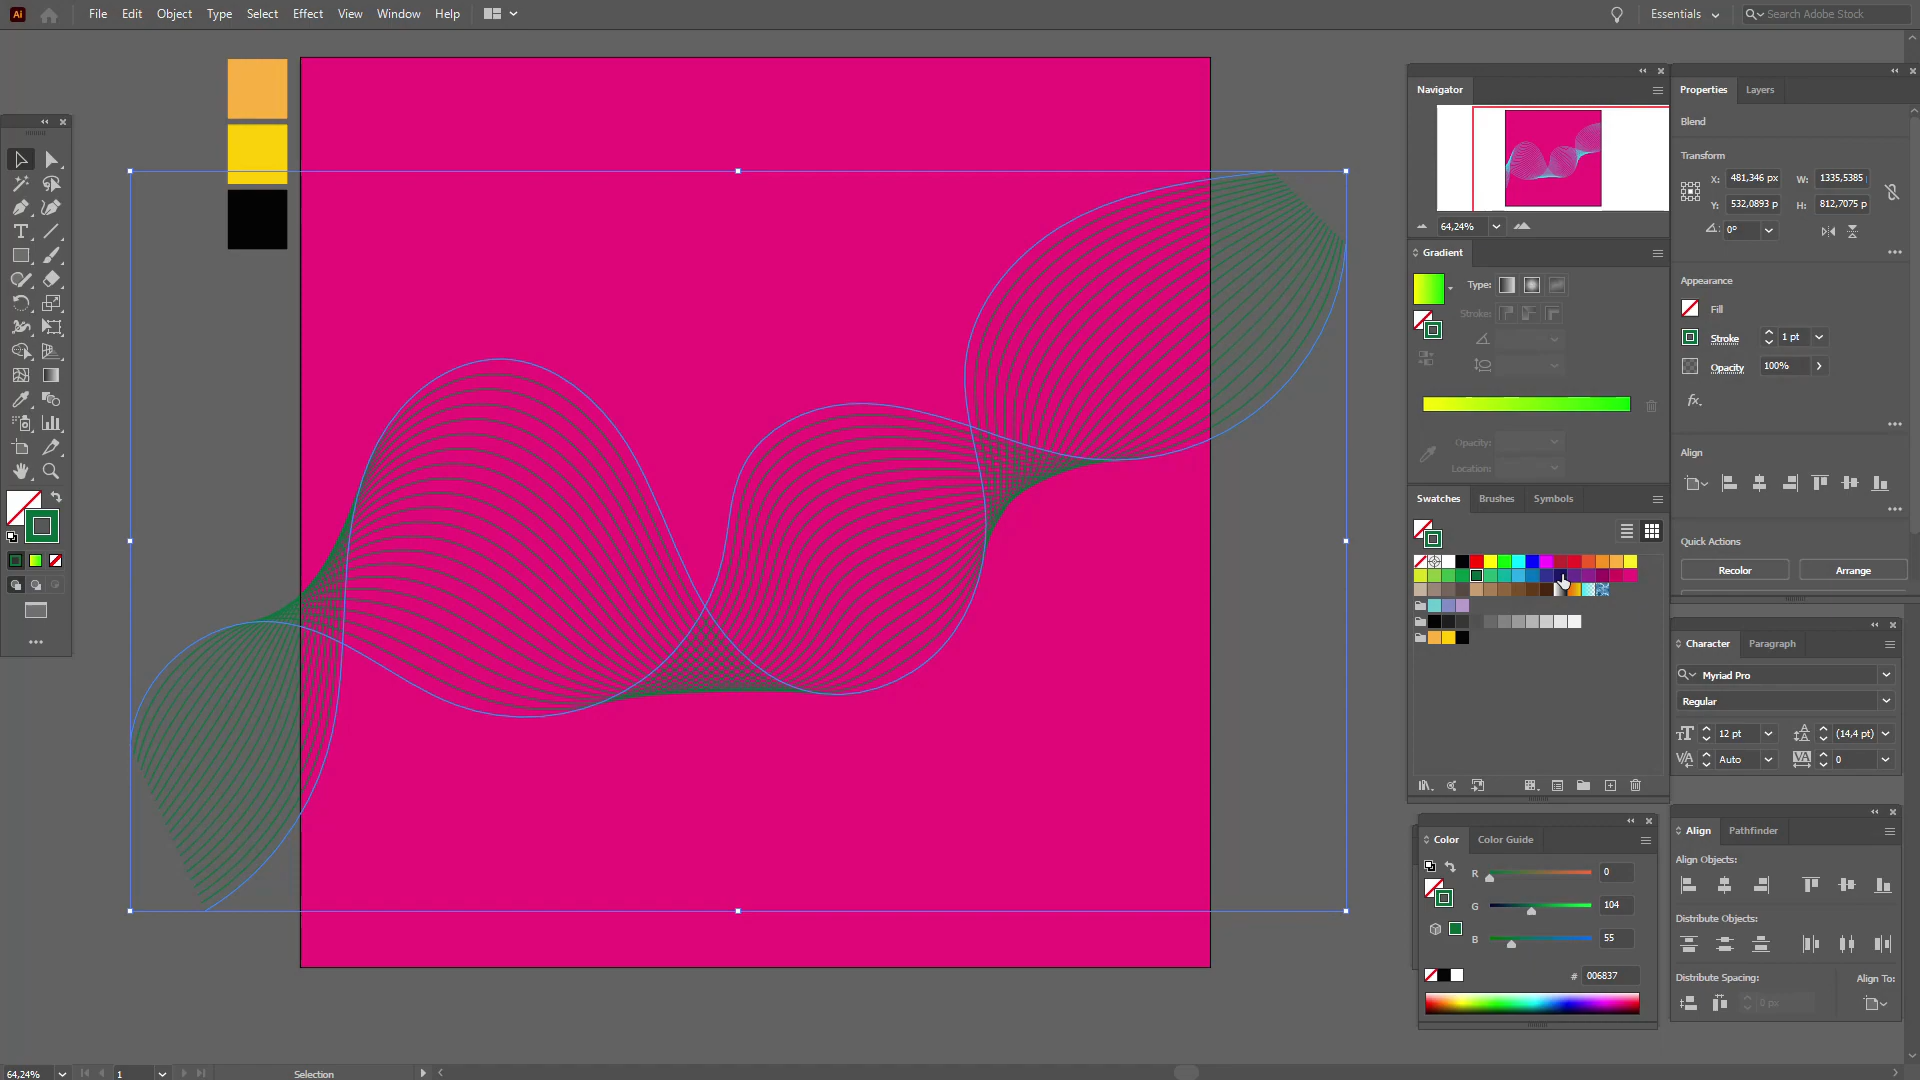 Ai
File Edit Object Type Select Effect View Window Help
Essentials
Search Adobe Stock
Navigator
64,24%
Gradient
Type:
Stroke:
Opacity:
Location:
Swatches Brushes Symbols
Color Color Guide
R 0
G 104
B 55
# 006837
Properties Layers
Blend
Transform
X: 481,346 px W: 1335,5385
Y: 532,0893 p H: 812,7075 p
0°
Appearance
Fill
Stroke 1 pt
Opacity 100%
fx.
Align
Quick Actions
Recolor Arrange
Character Paragraph
Myriad Pro
Regular
12 pt (14,4 pt)
Auto 0
Align Pathfinder
Align Objects:
Distribute Objects:
Distribute Spacing: Align To:
0 px
64,24% 1 Selection